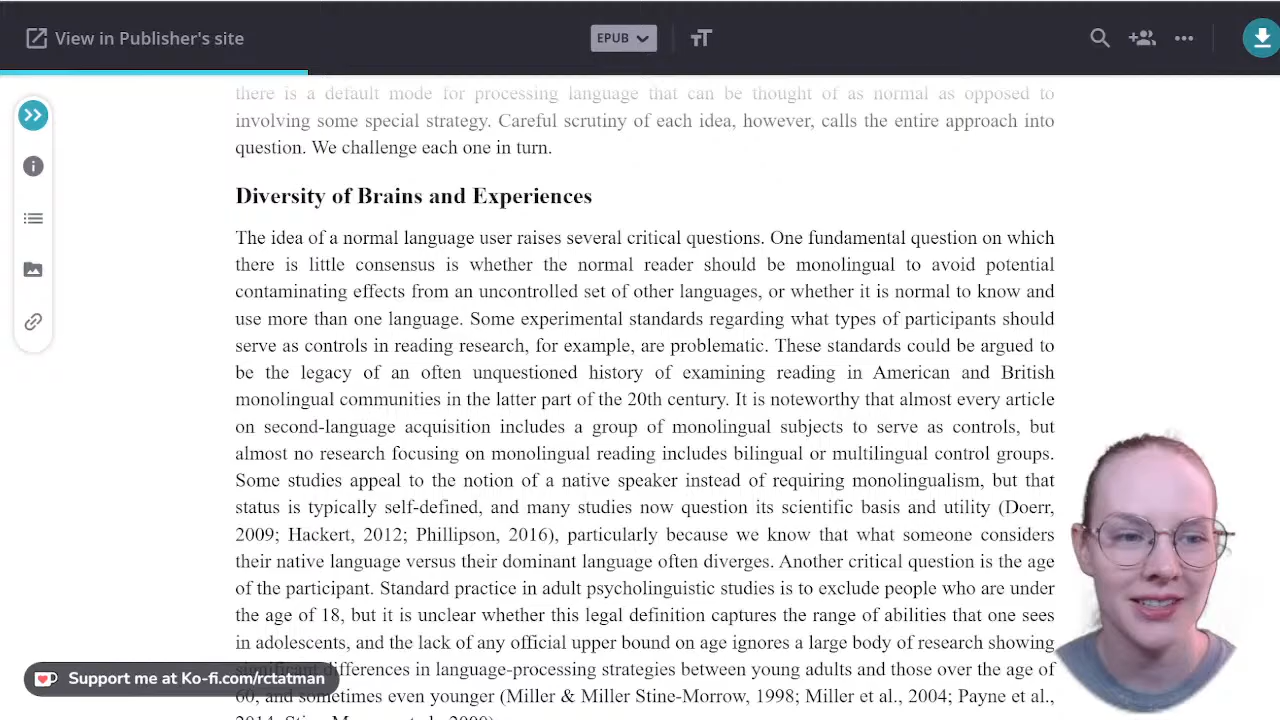 View in Publisher's site
EPUB
there is a default mode for processing language that can be thought of as normal as opposed to
involving some special strategy. Careful scrutiny of each idea, however, calls the entire approach into
question. We challenge each one in turn.
Diversity of Brains and Experiences
The idea of a normal language user raises several critical questions. One fundamental question on which
there is little consensus is whether the normal reader should be monolingual to avoid potential
contaminating effects from an uncontrolled set of other languages, or whether it is normal to know and
use more than one language. Some experimental standards regarding what types of participants should
serve as controls in reading research, for example, are problematic. These standards could be argued to
be the legacy of an often unquestioned history of examining reading in American and British
monolingual communities in the latter part of the 20th century. It is noteworthy that almost every article
on second-language acquisition includes a group of monolingual subjects to serve as controls, but
almost no research focusing on monolingual reading includes bilingual or multilingual control groups.
Some studies appeal to the notion of a native speaker instead of requiring monolingualism, but that
status is typically self-defined, and many studies now question its scientific basis and utility (Doerr,
2009; Hackert, 2012; Phillipson, 2016), particularly because we know that what someone considers
their native language versus their dominant language often diverges. Another critical question is the age
of the participant. Standard practice in adult psycholinguistic studies is to exclude people who are under
the age of 18, but it is unclear whether this legal definition captures the range of abilities that one sees
in adolescents, and the lack of any official upper bound on age ignores a large body of research showing
significant differences in language-processing strategies between young adults and those over the age of
60, and sometimes even younger (Miller & Miller Stine-Morrow, 1998; Miller et al., 2004; Payne et al.,
Support me at Ko-fi.com/rctatman